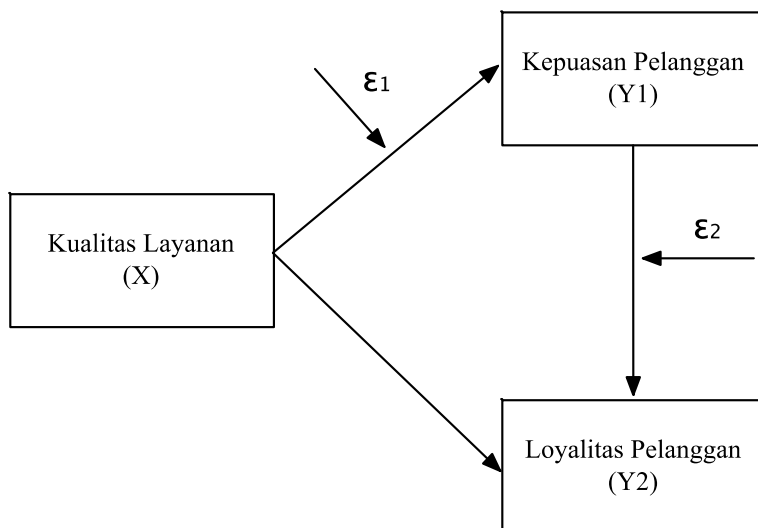 Kepuasan Pelanggan
(Y1)
ε1
Kualitas Layanan
(X)
ε2
Loyalitas Pelanggan
(Y2)